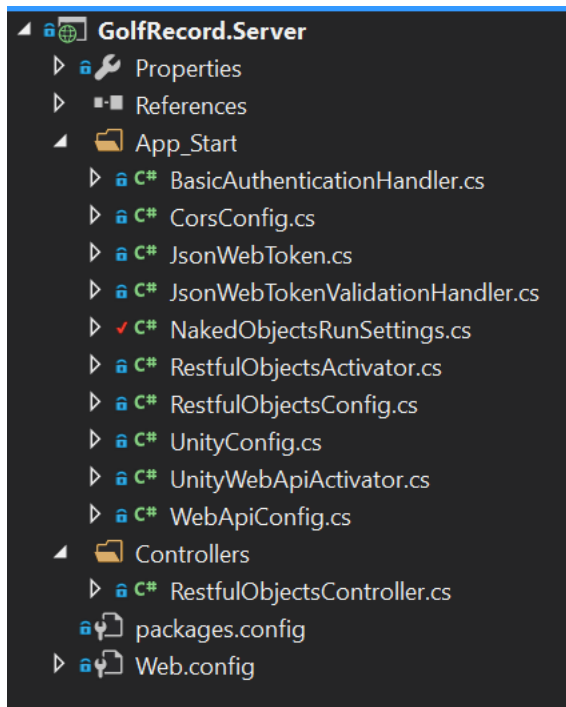 GolfRecord.Server
Properties
References
App_Start
C# BasicAuthenticationHandler.cs
C# CorsConfig.cs
C# JsonWebToken.cs
C# JsonWebTokenValidationHandler.cs
C# NakedObjectsRunSettings.cs
C# RestfulObjectsActivator.cs
C# RestfulObjectsConfig.cs
C# UnityConfig.cs
C# UnityWebApiActivator.cs
C# WebApiConfig.cs
Controllers
C# RestfulObjectsController.cs
packages.config
Web.config